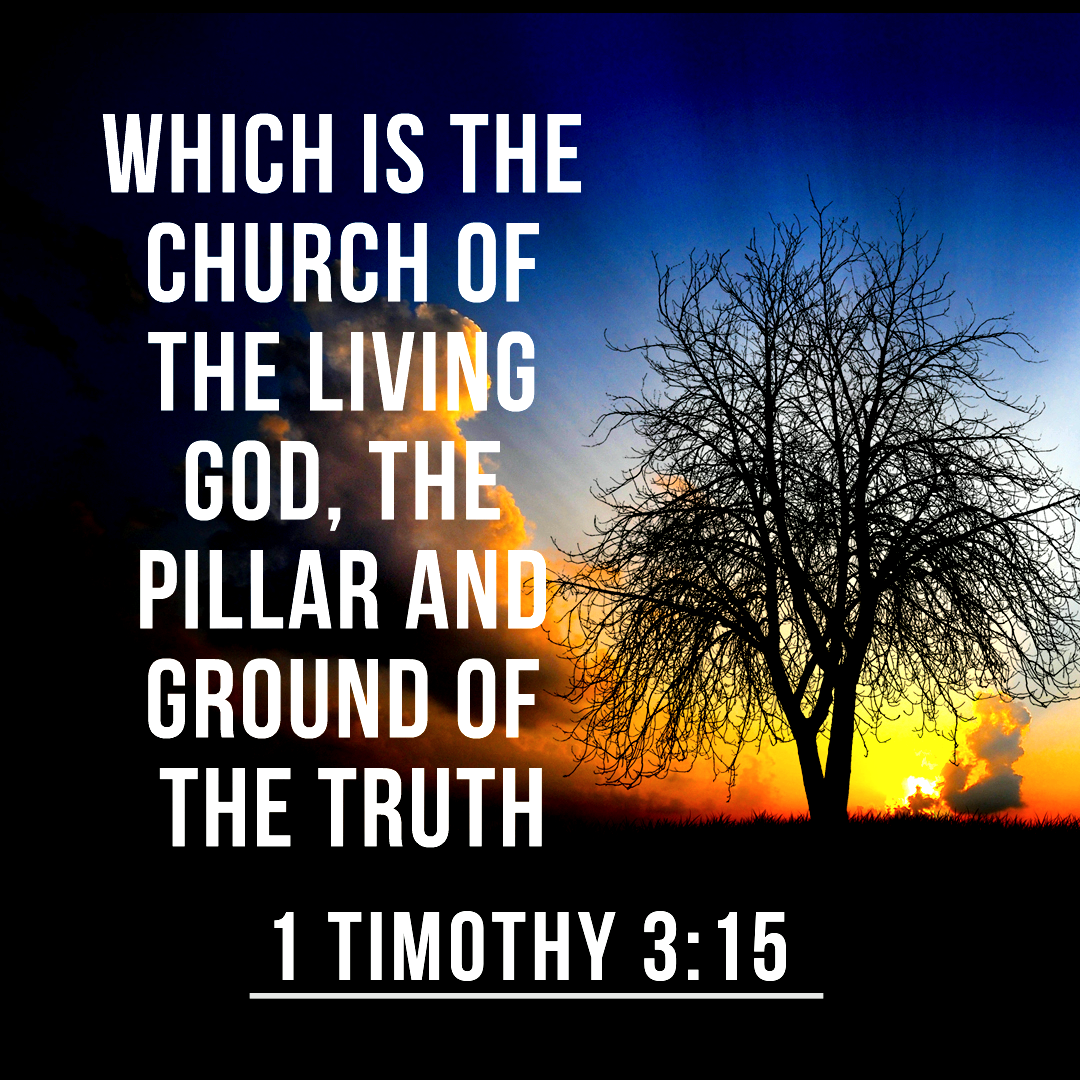 WHICH IS THE
CHURCH OF
THE LIVING
GOD, THE
PILLAR AND
GROUND OF
THE TRUTH
1 TIMOTHY 3:15